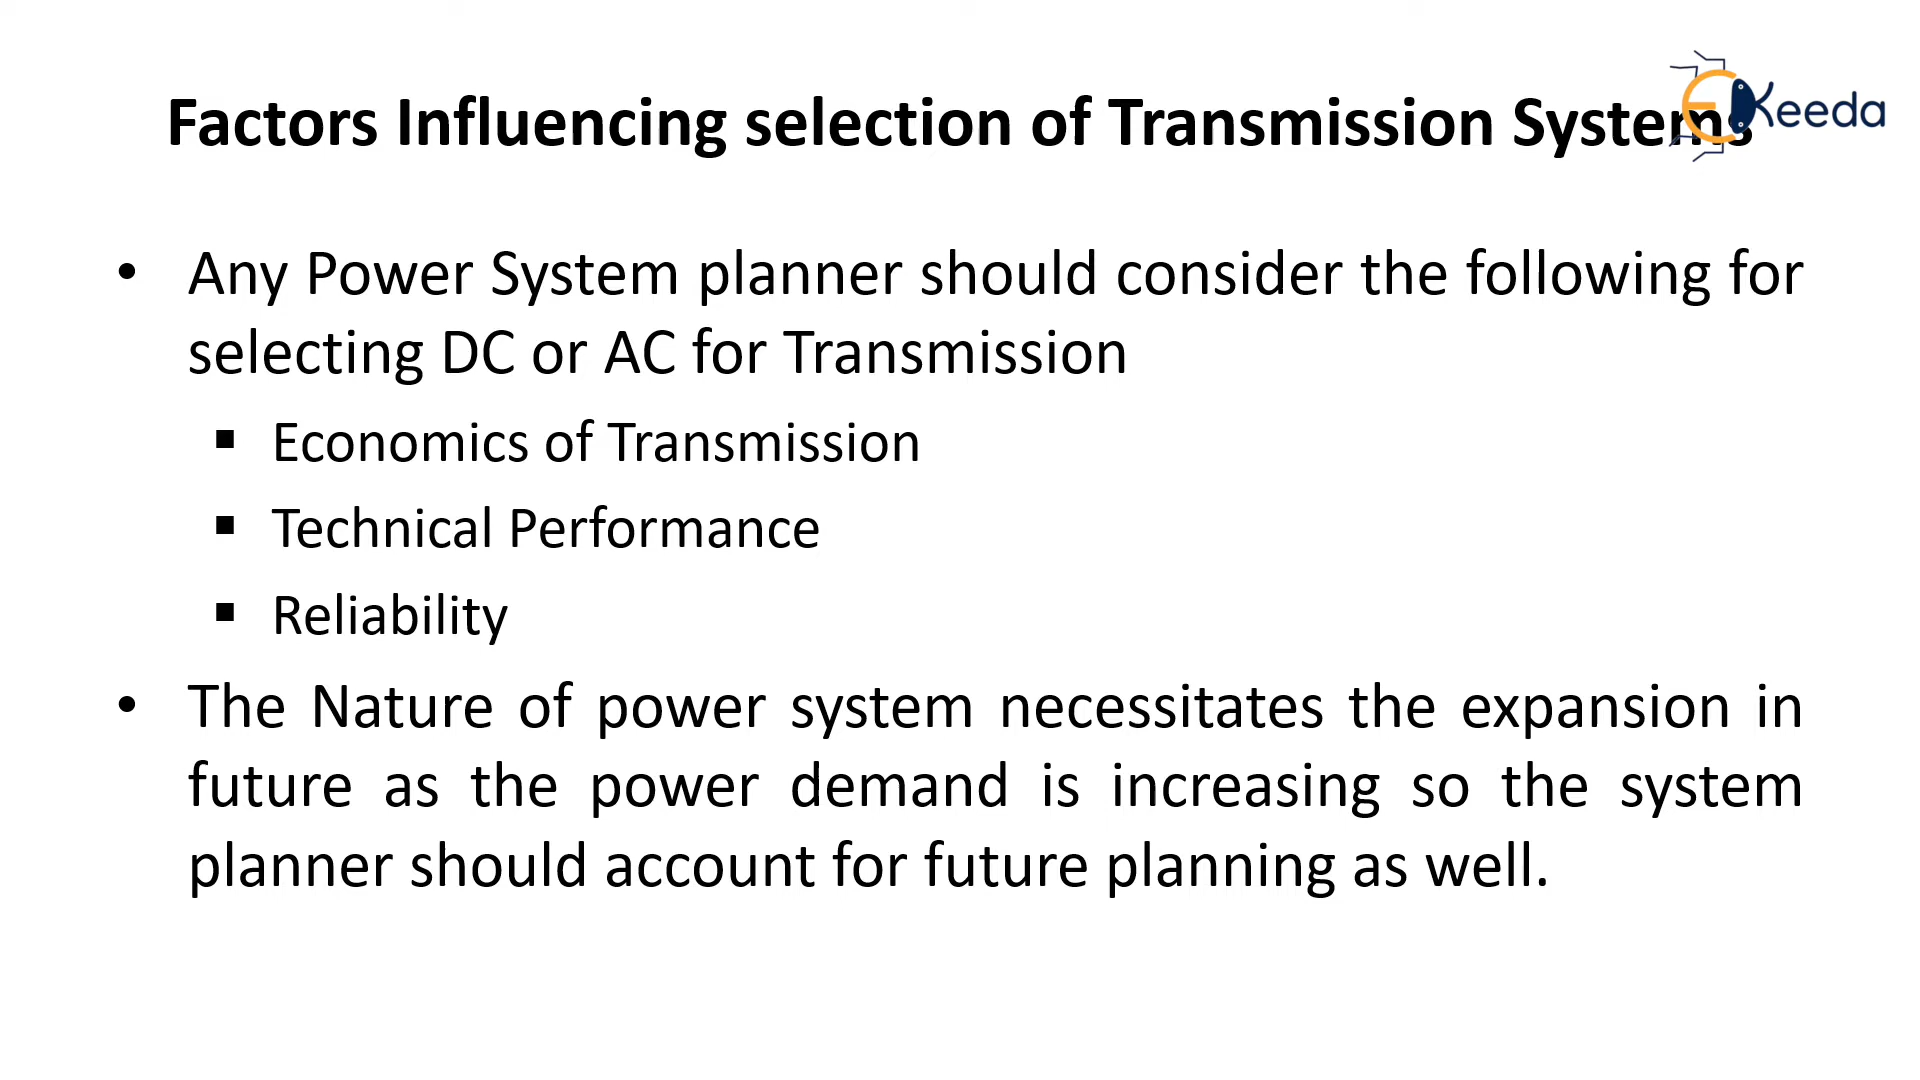 Factors Influencing selection of Transmission Systems
EKeeda
• Any Power System planner should consider the following for
selecting DC or AC for Transmission
▪ Economics of Transmission
▪ Technical Performance
▪ Reliability
• The Nature of power system necessitates the expansion in
future as the power demand is increasing so the system
planner should account for future planning as well.